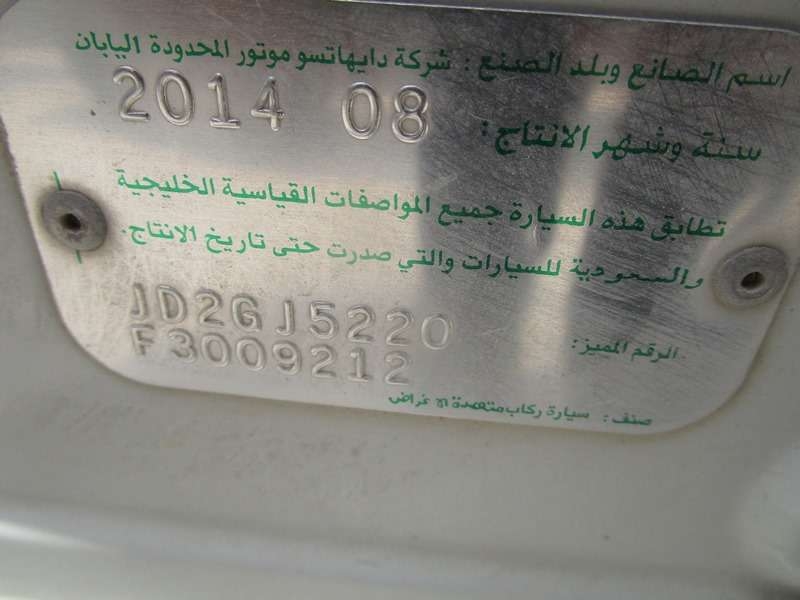 اسم الصانع وبلد الصنع : شركة دايهاتسو موتور المحدودة اليابان
سنة وشهر الانتاج : 2014 08
تطابق هذه السيارة جميع المواصفات القياسية الخليجية
والسعودية للسيارات والتي صدرت حتى تاريخ الانتاج.
الرقم المميز: JD2GJ5220
F3009212
صنف : سيارة ركاب متعددة الاغراض